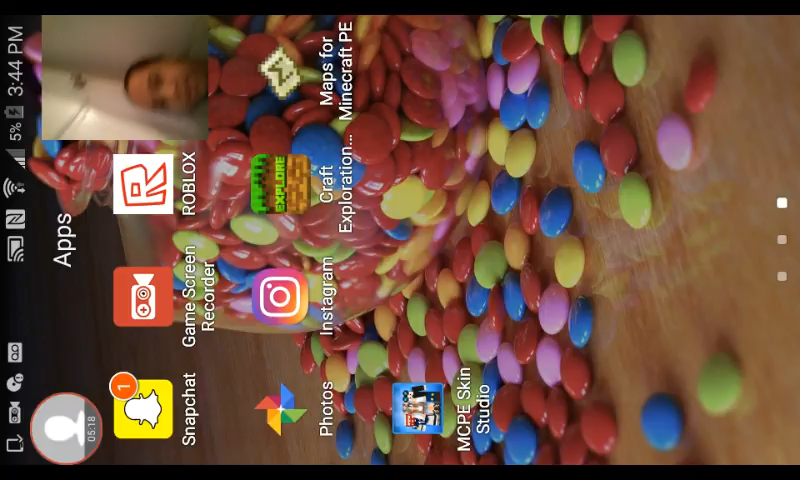 5% 3:44 PM
Apps
05:18
1
Snapchat
Game Screen
Recorder
ROBLOX
Photos
Instagram
EXPLORE
Craft
Exploration...
Maps for
Minecraft PE
MCPE Skin
Studio